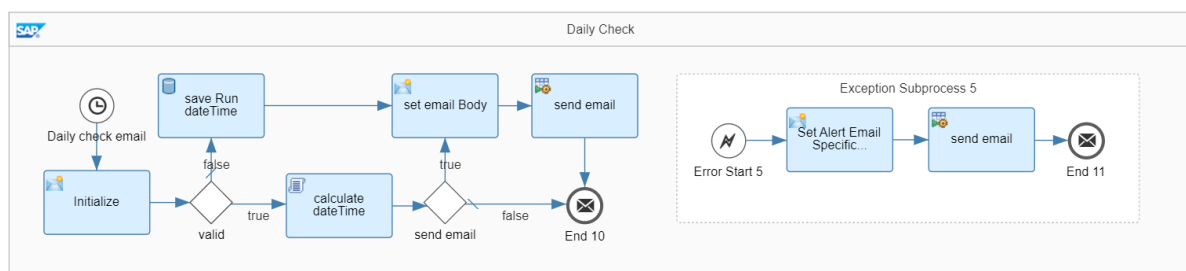 SAP
Daily Check
Daily check email
save Run
dateTime
set email Body
send email
Initialize
false
valid
true
calculate
dateTime
true
send email
false
End 10
Exception Subprocess 5
Error Start 5
Set Alert Email
Specific...
send email
End 11